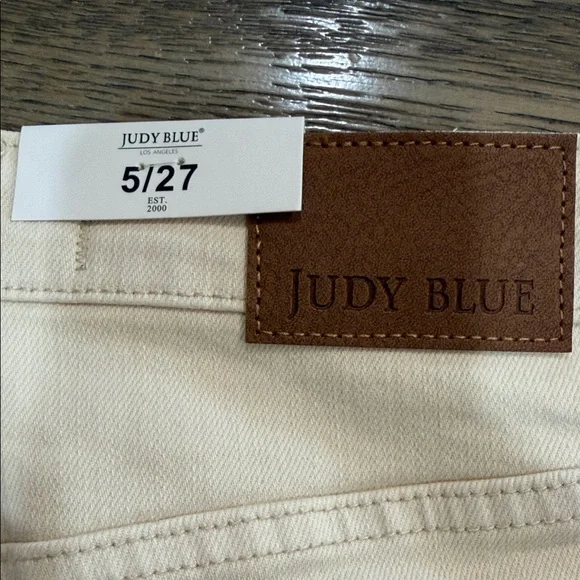 JUDY BLUE®
LOS ANGELES
5/27
EST.
2000
JUDY BLUE